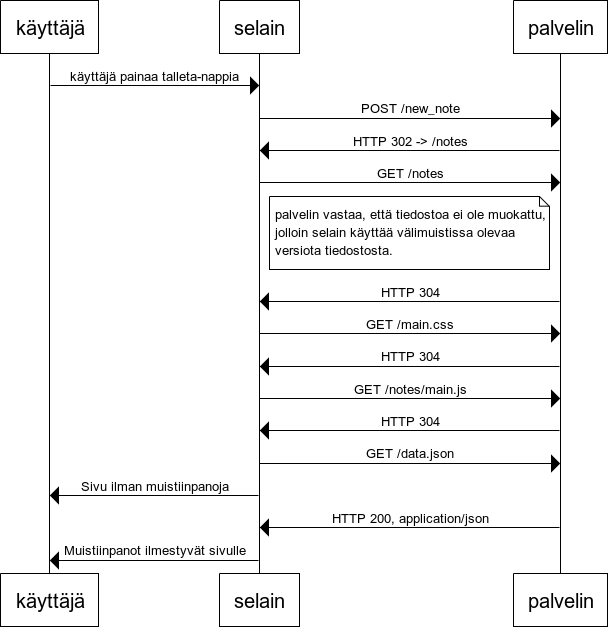 käyttäjä
selain
palvelin
käyttäjä painaa talleta-nappia
POST /new_note
HTTP 302 -> /notes
GET /notes
palvelin vastaa, että tiedostoa ei ole muokattu,
jolloin selain käyttää välimuistissa olevaa
versiota tiedostosta.
HTTP 304
GET /main.css
HTTP 304
GET /notes/main.js
HTTP 304
GET /data.json
Sivu ilman muistiinpanoja
HTTP 200, application/json
Muistiinpanot ilmestyvät sivulle
käyttäjä
selain
palvelin